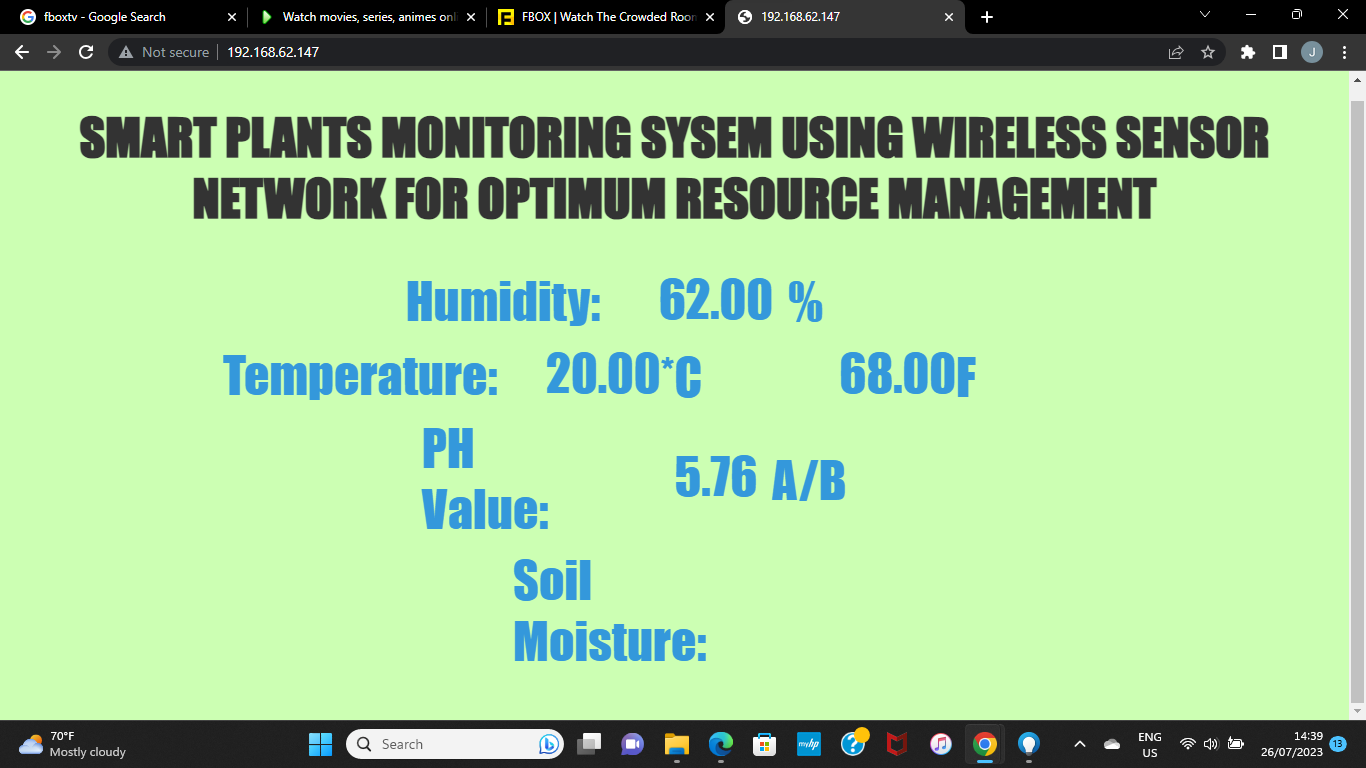 fboxtv - Google Search
Watch movies, series, animes onl
FBOX | Watch The Crowded Roon
192.168.62.147
Not secure
192.168.62.147
J
SMART PLANTS MONITORING SYSEM USING WIRELESS SENSOR
NETWORK FOR OPTIMUM RESOURCE MANAGEMENT
Humidity: 62.00 %
Temperature: 20.00*C 68.00F
PH
Value: 5.76 A/B
Soil
Moisture:
70°F
Mostly cloudy
Search
myhp
ENG
US
14:39
26/07/2023
13